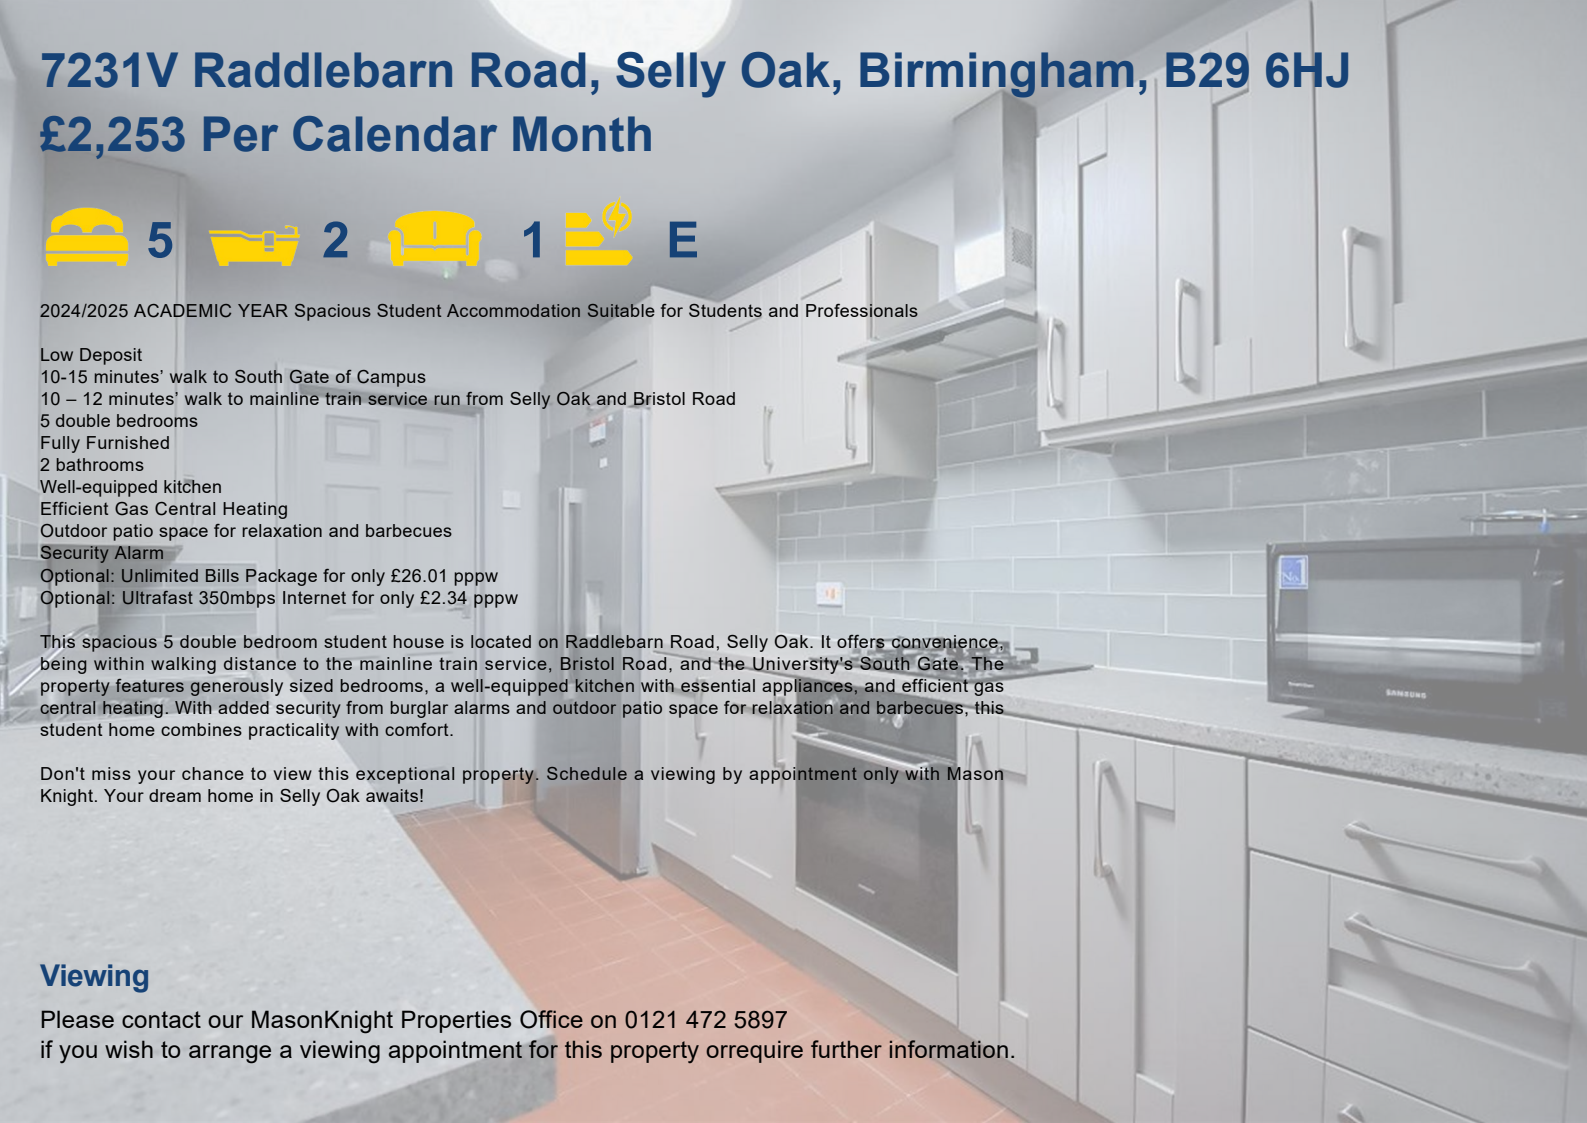 7231V Raddlebarn Road, Selly Oak, Birmingham, B29 6HJ
£2,253 Per Calendar Month
5 2 1 E
2024/2025 ACADEMIC YEAR Spacious Student Accommodation Suitable for Students and Professionals
Low Deposit
10-15 minutes’ walk to South Gate of Campus
10 – 12 minutes’ walk to mainline train service run from Selly Oak and Bristol Road
5 double bedrooms
Fully Furnished
2 bathrooms
Well-equipped kitchen
Efficient Gas Central Heating
Outdoor patio space for relaxation and barbecues
Security Alarm
Optional: Unlimited Bills Package for only £26.01 pppw
Optional: Ultrafast 350mbps Internet for only £2.34 pppw
This spacious 5 double bedroom student house is located on Raddlebarn Road, Selly Oak. It offers convenience,
being within walking distance to the mainline train service, Bristol Road, and the University's South Gate. The
property features generously sized bedrooms, a well-equipped kitchen with essential appliances, and efficient gas
central heating. With added security from burglar alarms and outdoor patio space for relaxation and barbecues, this
student home combines practicality with comfort.
Don't miss your chance to view this exceptional property. Schedule a viewing by appointment only with Mason
Knight. Your dream home in Selly Oak awaits!
No.1
SAMSUNG
Viewing
Please contact our MasonKnight Properties Office on 0121 472 5897
if you wish to arrange a viewing appointment for this property orrequire further information.